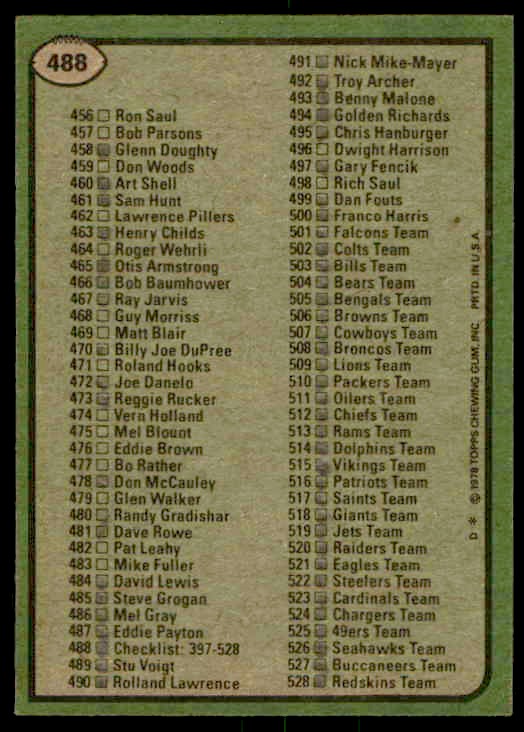 488
456 Ron Saul
457 Bob Parsons
458 Glenn Doughty
459 Don Woods
460 Art Shell
461 Sam Hunt
462 Lawrence Pillers
463 Henry Childs
464 Roger Wehrli
465 Otis Armstrong
466 Bob Baumhower
467 Ray Jarvis
468 Guy Morriss
469 Matt Blair
470 Billy Joe DuPree
471 Roland Hooks
472 Joe Danelo
473 Reggie Rucker
474 Vern Holland
475 Mel Blount
476 Eddie Brown
477 Bo Rather
478 Don McCauley
479 Glen Walker
480 Randy Gradishar
481 Dave Rowe
482 Pat Leahy
483 Mike Fuller
484 David Lewis
485 Steve Grogan
486 Mel Gray
487 Eddie Payton
488 Checklist: 397-528
489 Stu Voigt
490 Rolland Lawrence
491 Nick Mike-Mayer
492 Troy Archer
493 Benny Malone
494 Golden Richards
495 Chris Hanburger
496 Dwight Harrison
497 Gary Fencik
498 Rich Saul
499 Dan Fouts
500 Franco Harris
501 Falcons Team
502 Colts Team
503 Bills Team
504 Bears Team
505 Bengals Team
506 Browns Team
507 Cowboys Team
508 Broncos Team
509 Lions Team
510 Packers Team
511 Oilers Team
512 Chiefs Team
513 Rams Team
514 Dolphins Team
515 Vikings Team
516 Patriots Team
517 Saints Team
518 Giants Team
519 Jets Team
520 Raiders Team
521 Eagles Team
522 Steelers Team
523 Cardinals Team
524 Chargers Team
525 49ers Team
526 Seahawks Team
527 Buccaneers Team
528 Redskins Team
D * © 1978 TOPPS CHEWING GUM, INC. PRTD. IN U.S.A.